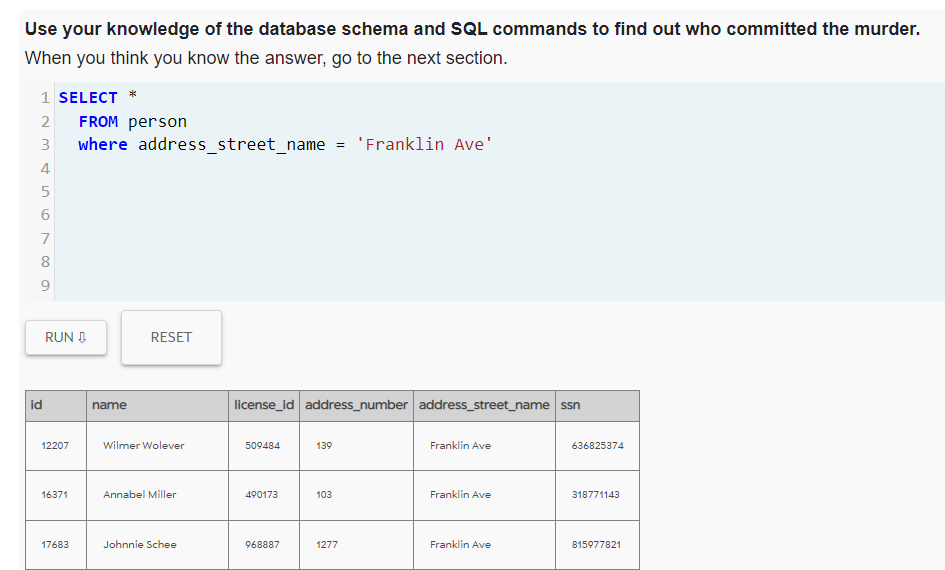 Use your knowledge of the database schema and SQL commands to find out who committed the murder.
When you think you know the answer, go to the next section.
1 SELECT *
2 FROM person
3 where address_street_name = 'Franklin Ave'
4
5
6
7
8
9
RUN ⇩ RESET
id name license_id address_number address_street_name ssn
12207 Wilmer Wolever 509484 139 Franklin Ave 636825374
16371 Annabel Miller 490173 103 Franklin Ave 318771143
17683 Johnnie Schee 968887 1277 Franklin Ave 815977821